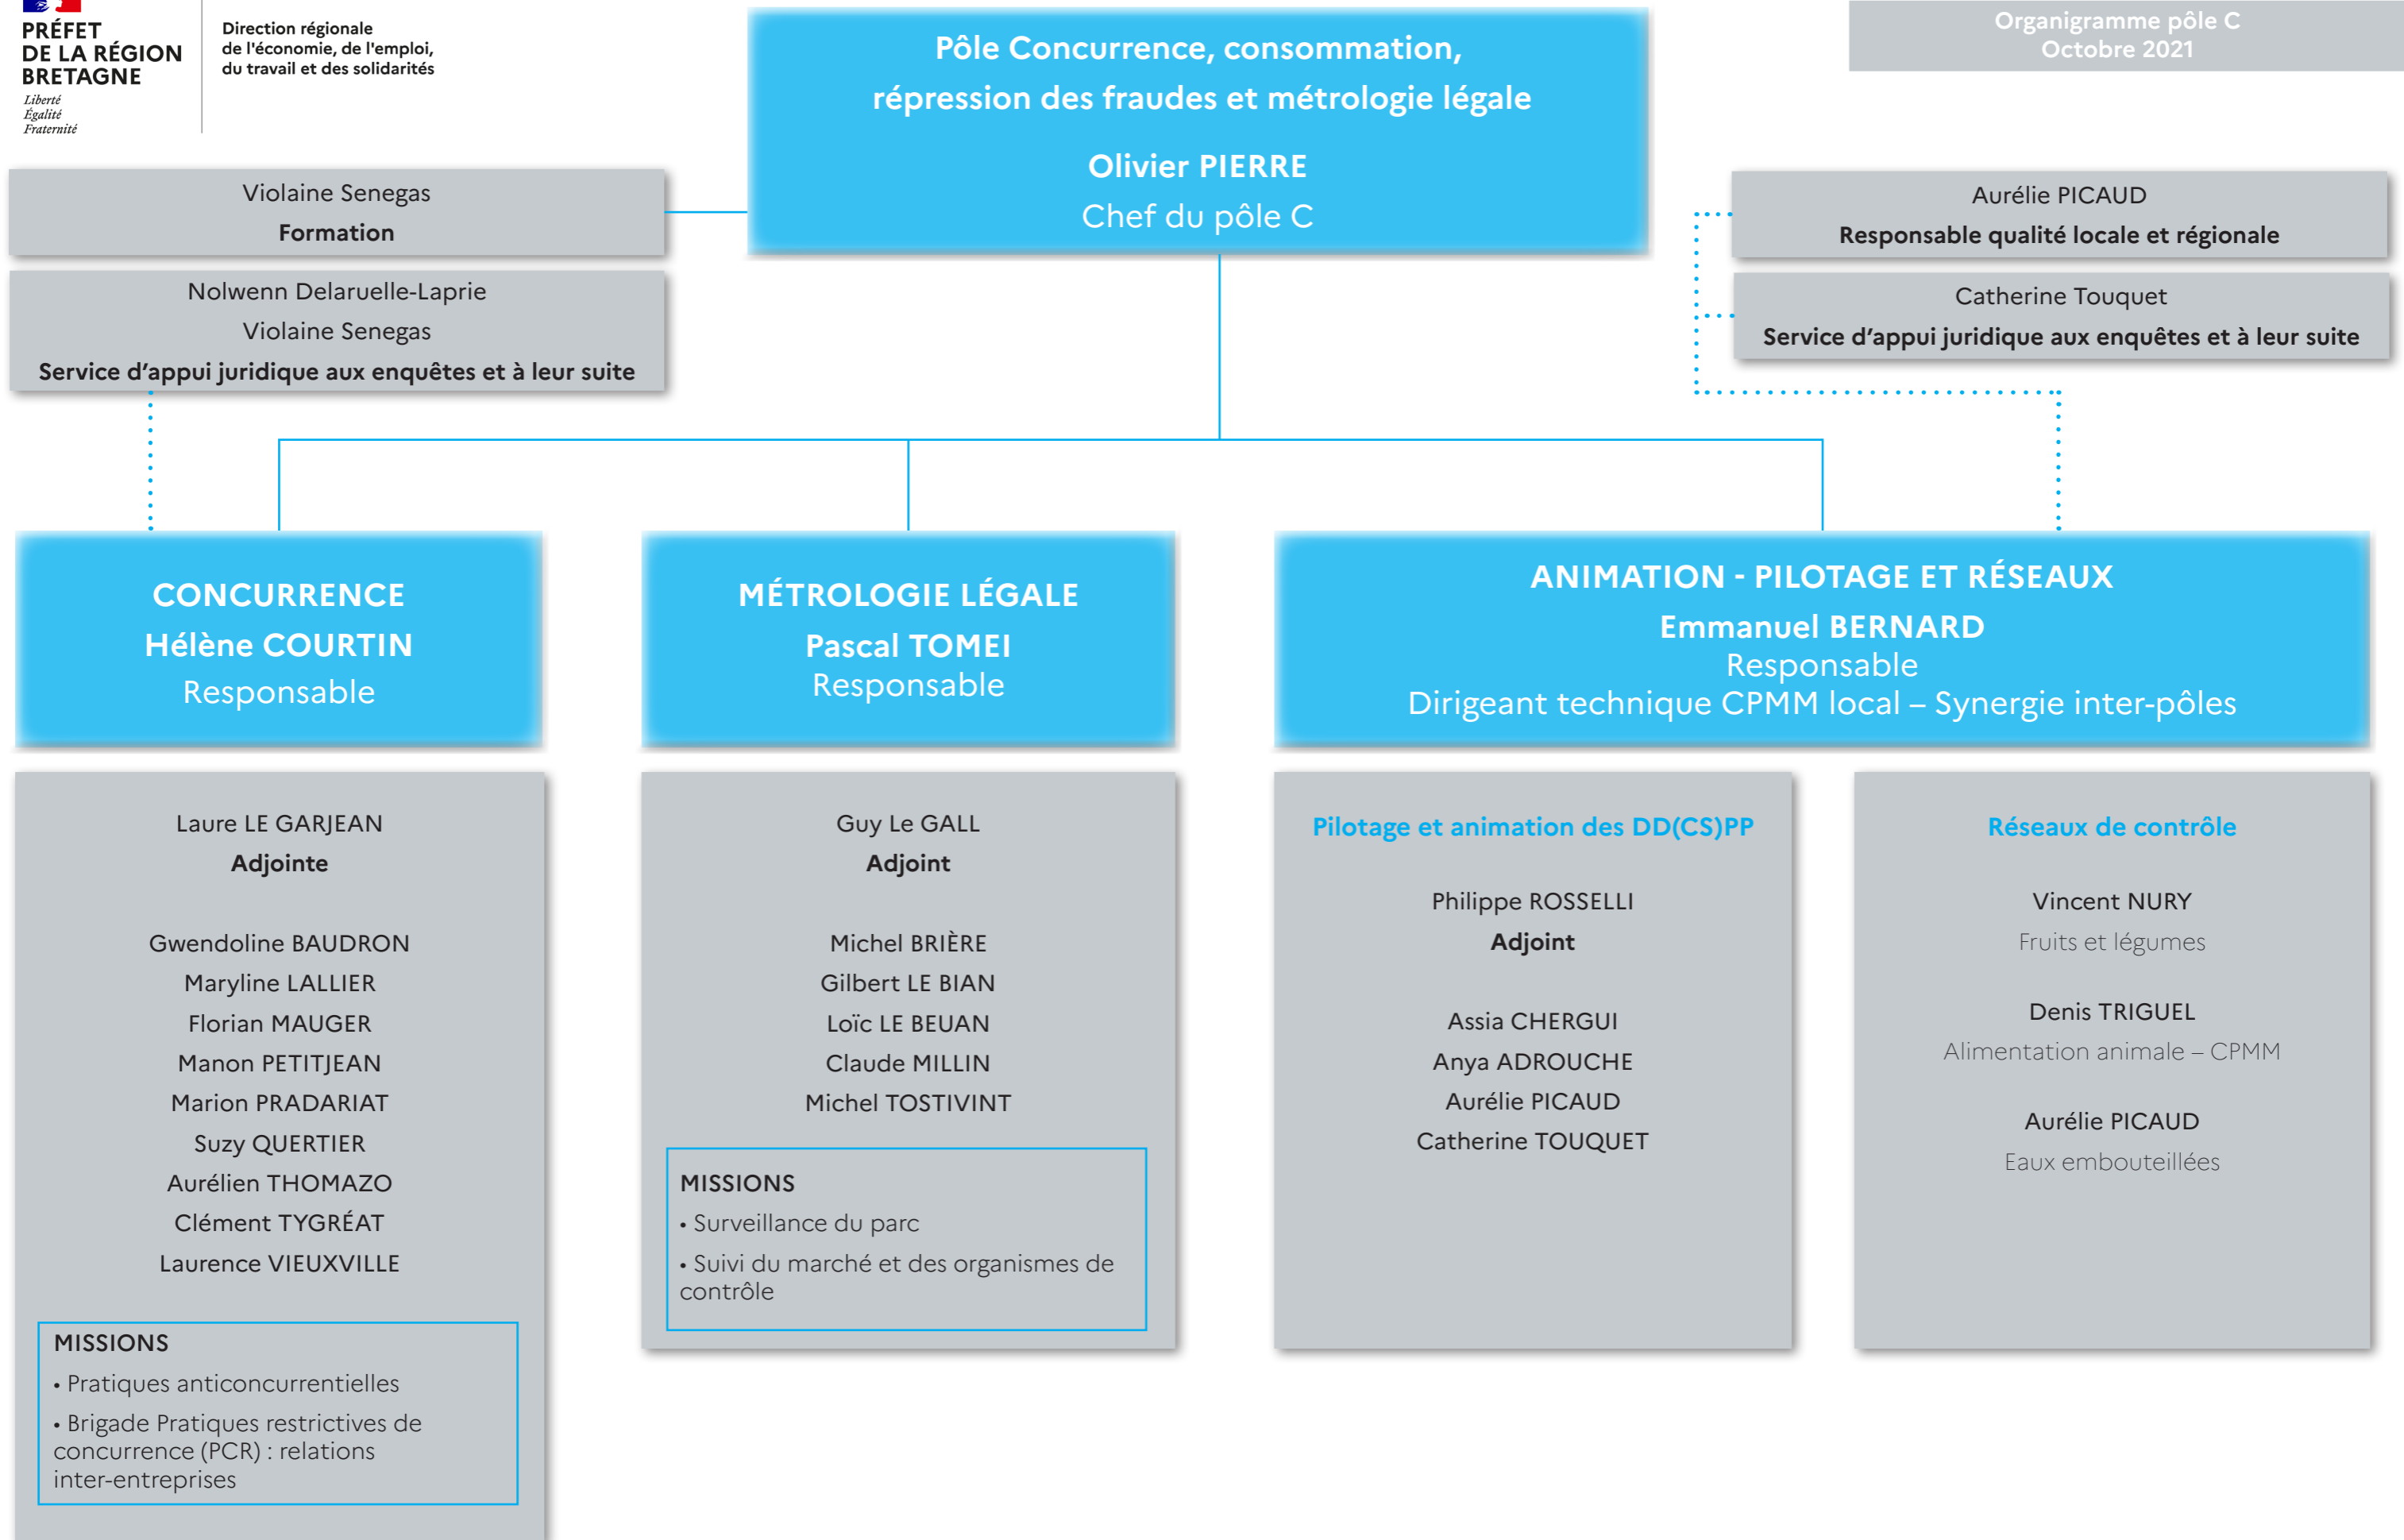 PRÉFET
DE LA RÉGION
BRETAGNE
Liberté
Égalité
Fraternité
Direction régionale
de l'économie, de l'emploi,
du travail et des solidarités
Pôle Concurrence, consommation,
répression des fraudes et métrologie légale
Olivier PIERRE
Chef du pôle C
Organigramme pôle C
Octobre 2021
Violaine Senegas
Formation
Nolwenn Delaruelle-Laprie
Violaine Senegas
Service d’appui juridique aux enquêtes et à leur suite
Aurélie PICAUD
Responsable qualité locale et régionale
Catherine Touquet
Service d’appui juridique aux enquêtes et à leur suite
CONCURRENCE
Hélène COURTIN
Responsable
MÉTROLOGIE LÉGALE
Pascal TOMEI
Responsable
ANIMATION - PILOTAGE ET RÉSEAUX
Emmanuel BERNARD
Responsable
Dirigeant technique CPMM local – Synergie inter-pôles
Laure LE GARJEAN
Adjointe
Gwendoline BAUDRON
Maryline LALLIER
Florian MAUGER
Manon PETITJEAN
Marion PRADARIAT
Suzy QUERTIER
Aurélien THOMAZO
Clément TYGRÉAT
Laurence VIEUXVILLE
MISSIONS
• Pratiques anticoncurrentielles
• Brigade Pratiques restrictives de
concurrence (PCR) : relations
inter-entreprises
Guy Le GALL
Adjoint
Michel BRIÈRE
Gilbert LE BIAN
Loïc LE BEUAN
Claude MILLIN
Michel TOSTIVINT
MISSIONS
• Surveillance du parc
• Suivi du marché et des organismes de
contrôle
Pilotage et animation des DD(CS)PP
Philippe ROSSELLI
Adjoint
Assia CHERGUI
Anya ADROUCHE
Aurélie PICAUD
Catherine TOUQUET
Réseaux de contrôle
Vincent NURY
Fruits et légumes
Denis TRIGUEL
Alimentation animale – CPMM
Aurélie PICAUD
Eaux embouteillées